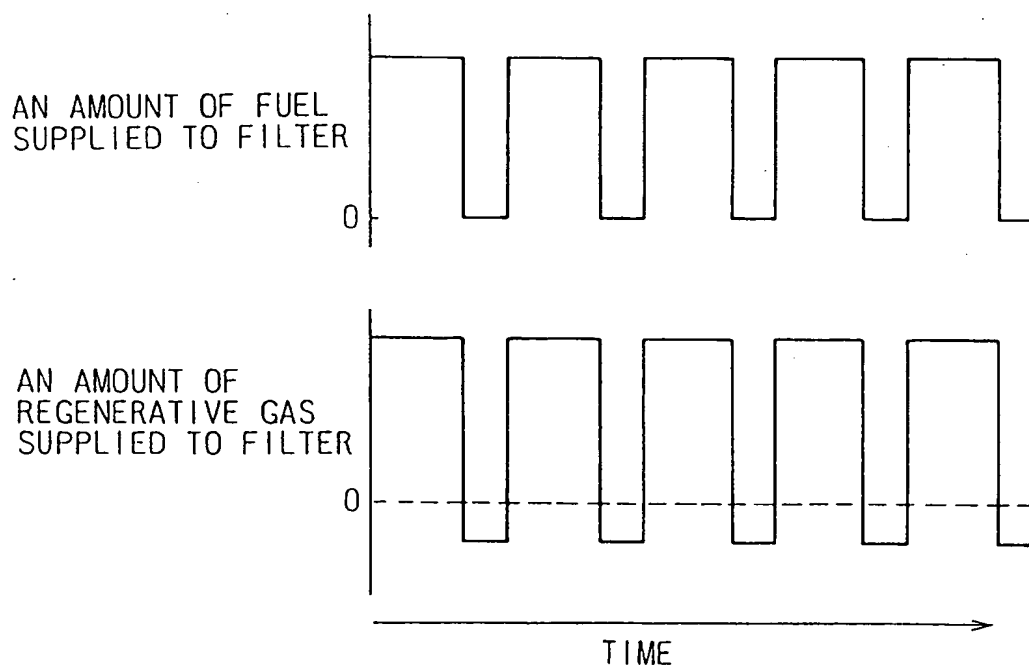 AN AMOUNT OF FUEL
SUPPLIED TO FILTER
0
AN AMOUNT OF
REGENERATIVE GAS
SUPPLIED TO FILTER
0
TIME